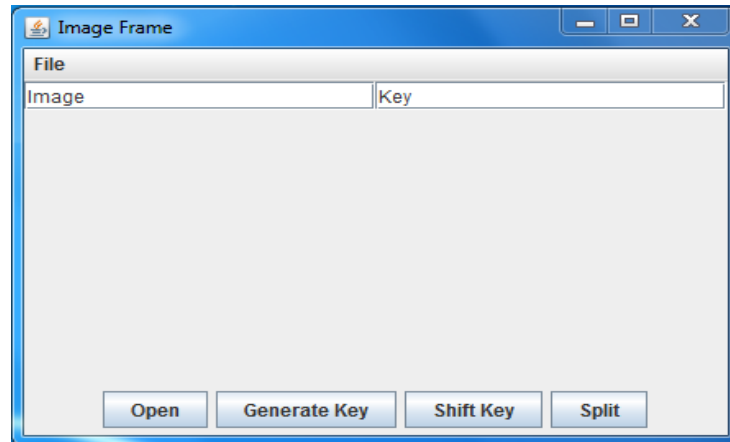 Image Frame
File
Image Key
Open Generate Key Shift Key Split